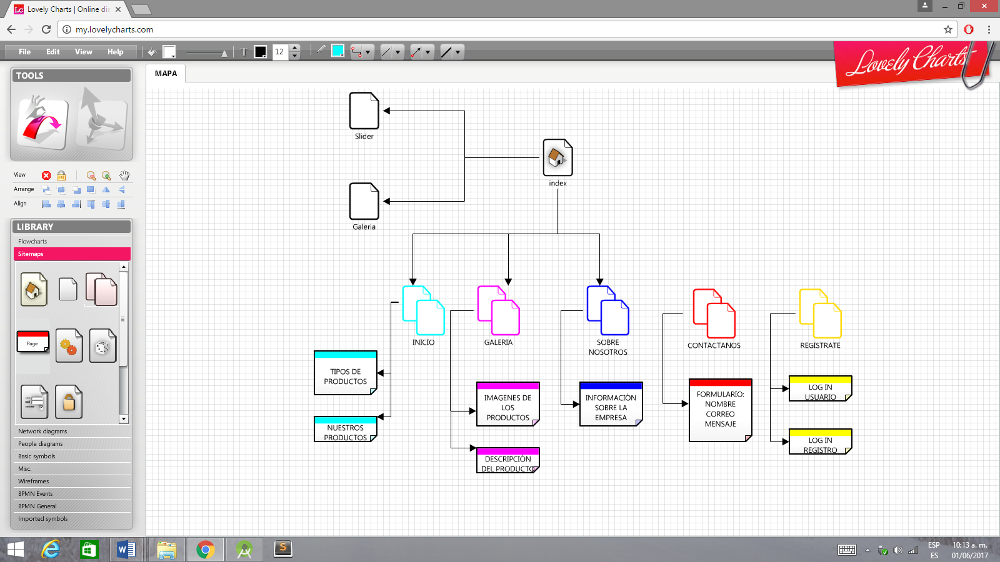 Lovely Charts | Online dia
my.lovelycharts.com
File Edit View Help
T
12
Lovely Charts
TOOLS
View
Arrange
Align
LIBRARY
Flowcharts
Sitemaps
Page
Network diagrams
People diagrams
Basic symbols
Misc.
Wireframes
BPMN Events
BPMN General
Imported symbols
MAPA
Slider
index
Galeria
INICIO
GALERIA
SOBRE
NOSOTROS
CONTACTANOS
REGISTRATE
TIPOS DE
PRODUCTOS
NUESTROS
PRODUCTOS
IMAGENES DE
LOS
PRODUCTOS
DESCRIPCIÒN
DEL PRODUCTO
INFORMACIÒN
SOBRE LA
EMPRESA
FORMULARIO:
NOMBRE
CORREO
MENSAJE
LOG IN
USUARIO
LOG IN
REGISTRO
ESP
ES
10:13 a. m.
01/06/2017